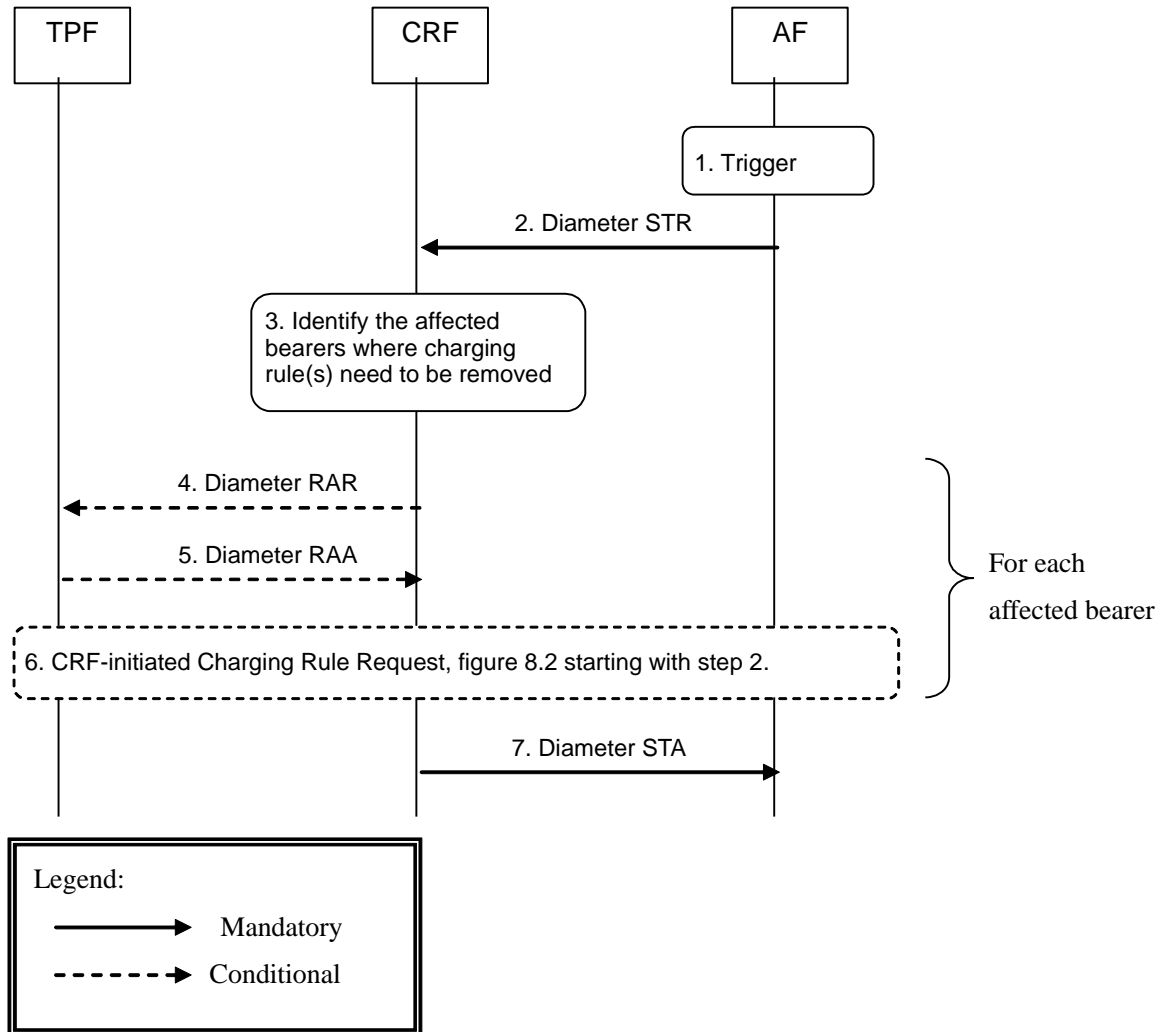 TPF
CRF
AF
1. Trigger
2. Diameter STR
3. Identify the affected
bearers where charging
rule(s) need to be removed
4. Diameter RAR
5. Diameter RAA
For each
affected bearer
6. CRF-initiated Charging Rule Request, figure 8.2 starting with step 2.
7. Diameter STA
Legend:
Mandatory
Conditional